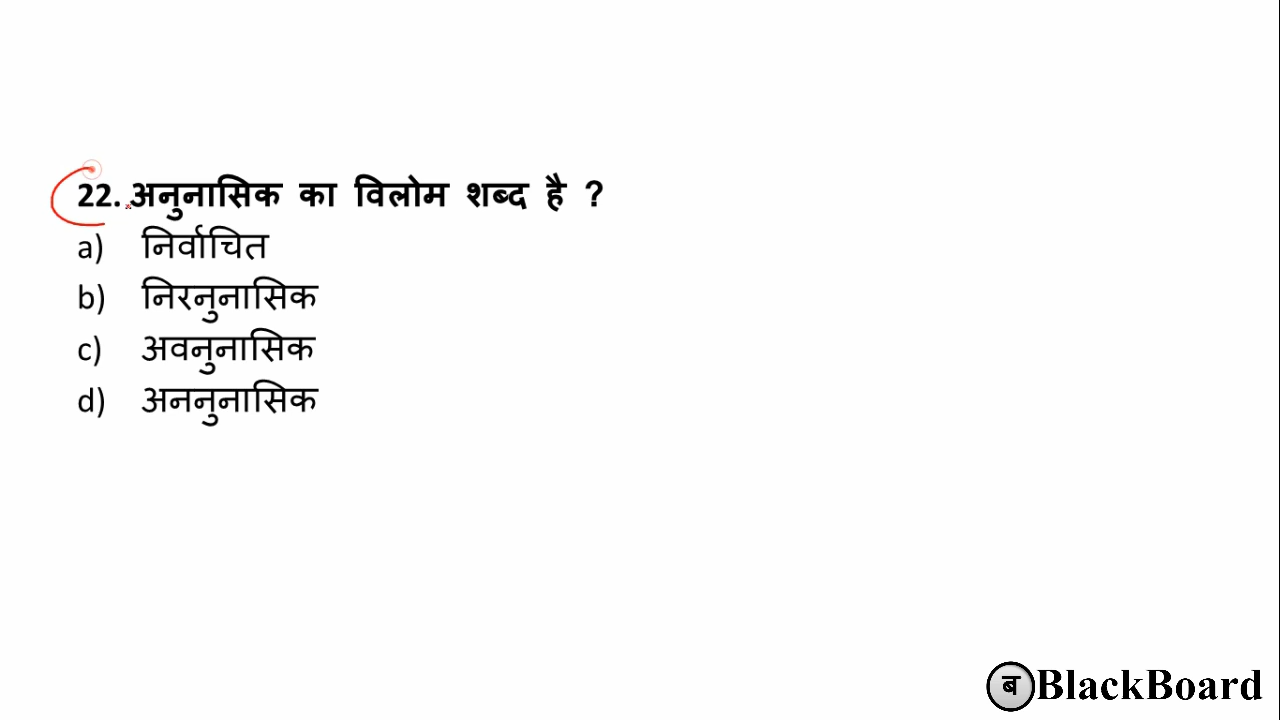 22. अनुनासिक का विलोम शब्द है ?
a) निर्वाचित
b) निरनुनासिक
c) अवनुनासिक
d) अननुनासिक
ब BlackBoard